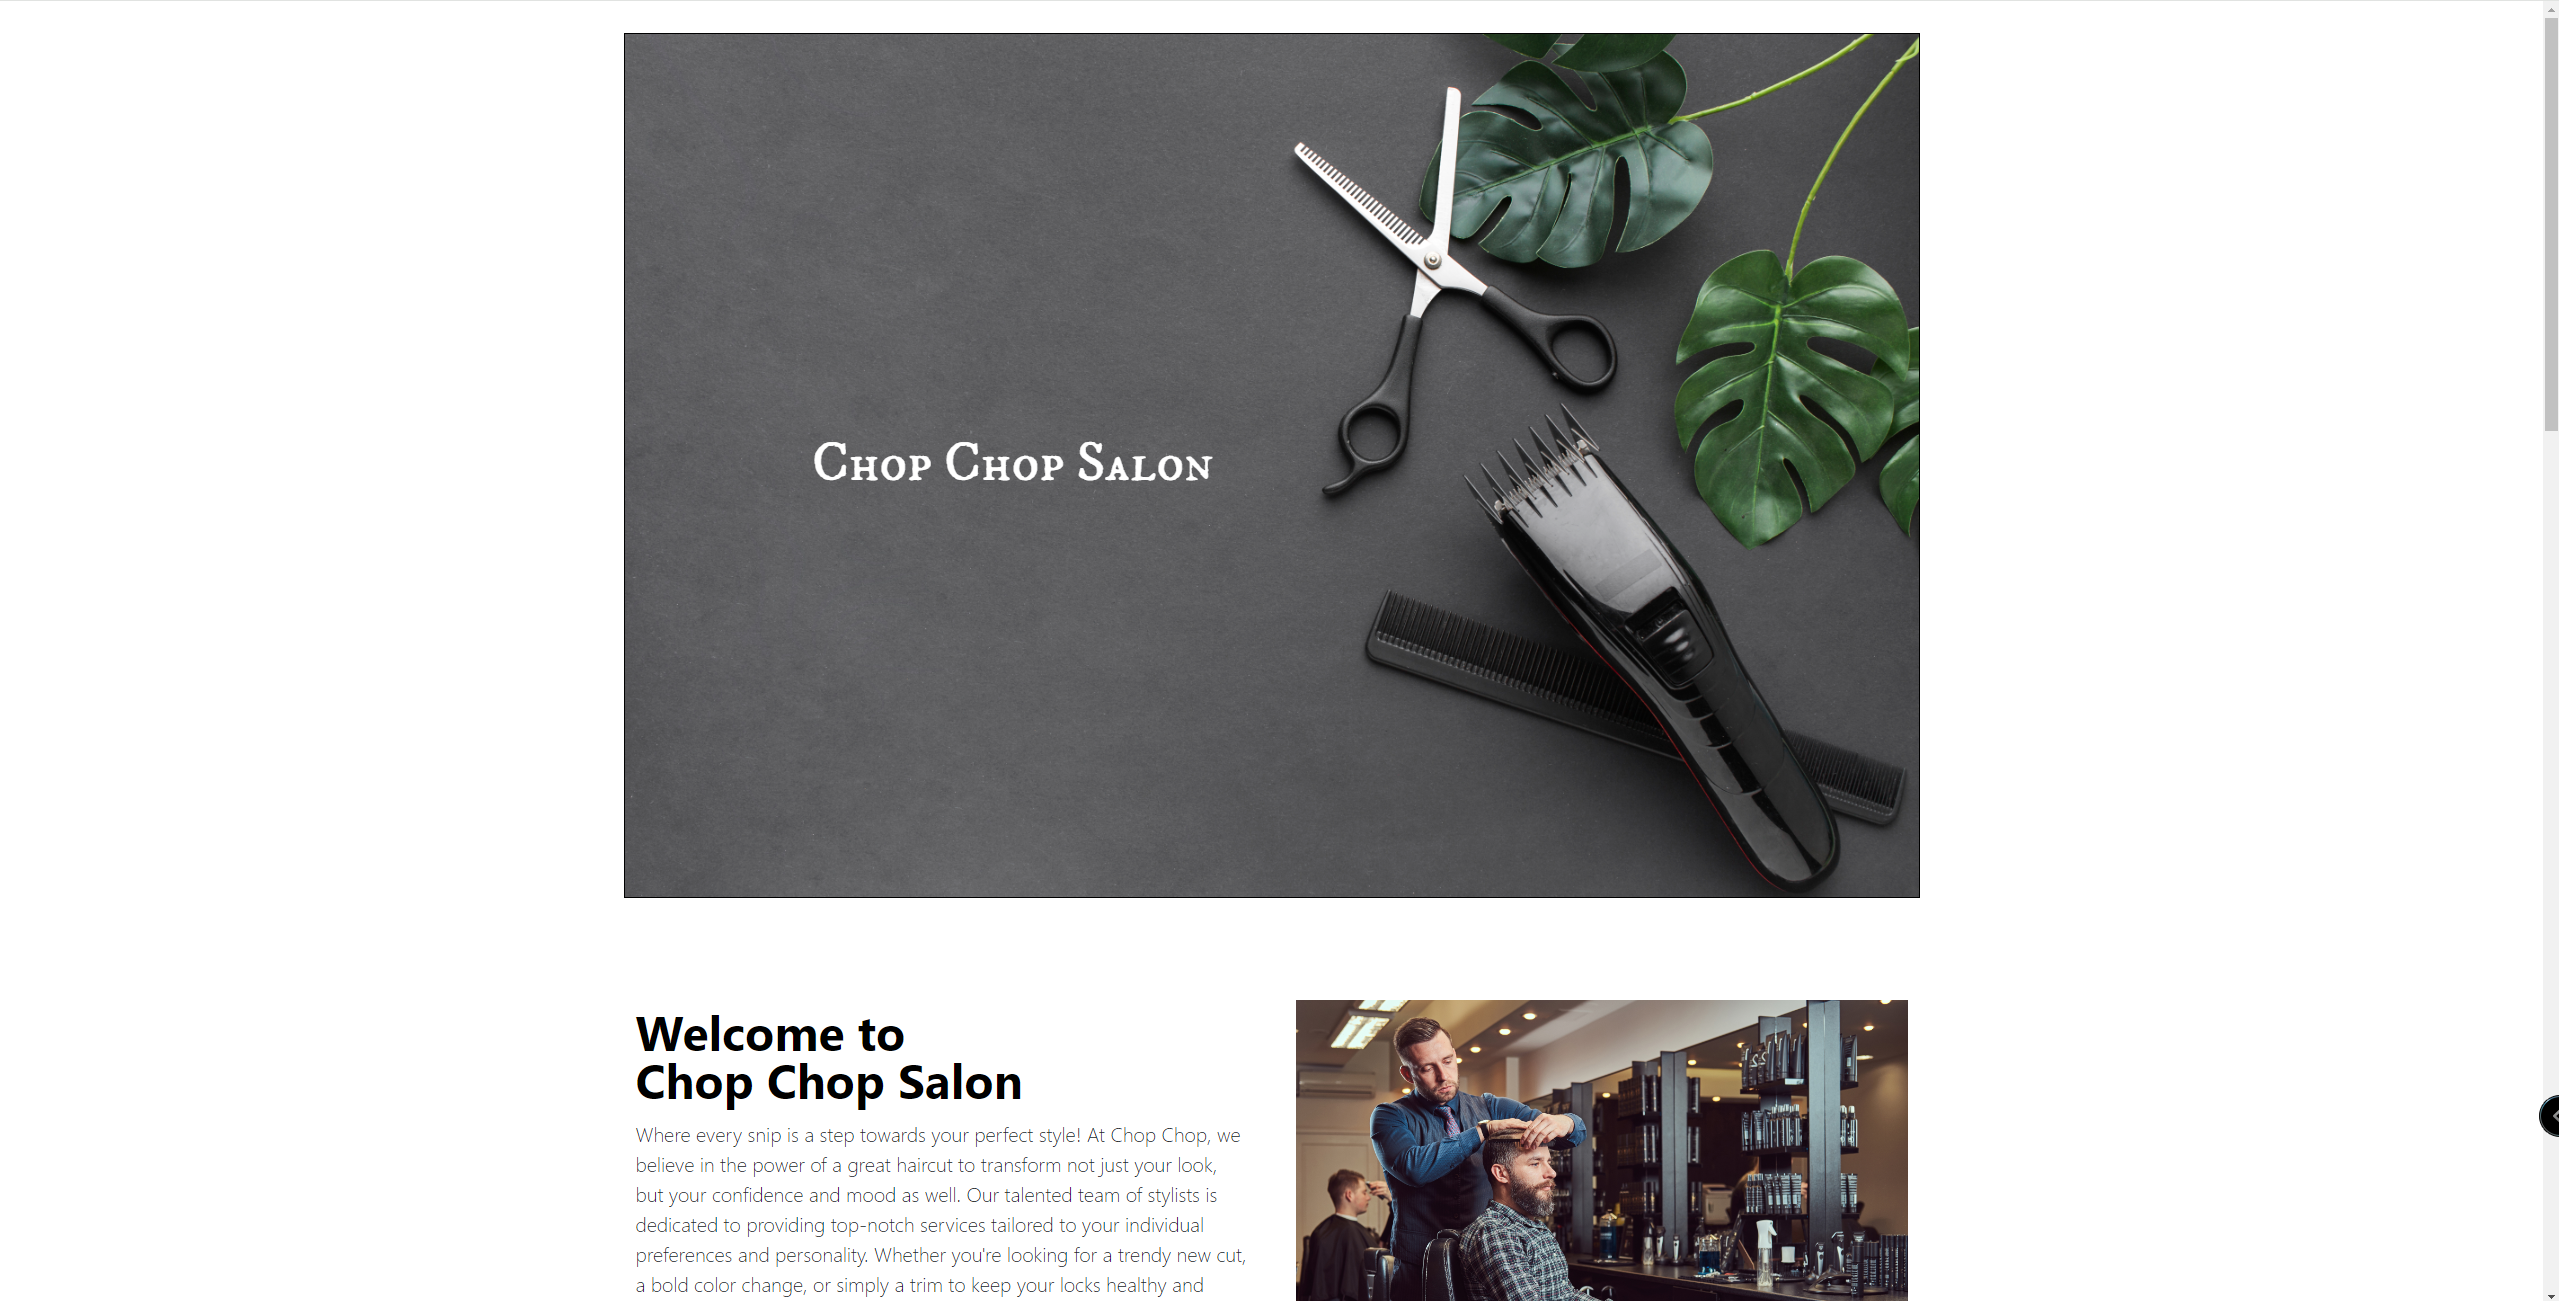 Chop Chop Salon
Welcome to
Chop Chop Salon
Where every snip is a step towards your perfect style! At Chop Chop, we
believe in the power of a great haircut to transform not just your look,
but your confidence and mood as well. Our talented team of stylists is
dedicated to providing top-notch services tailored to your individual
preferences and personality. Whether you're looking for a trendy new cut,
a bold color change, or simply a trim to keep your locks healthy and